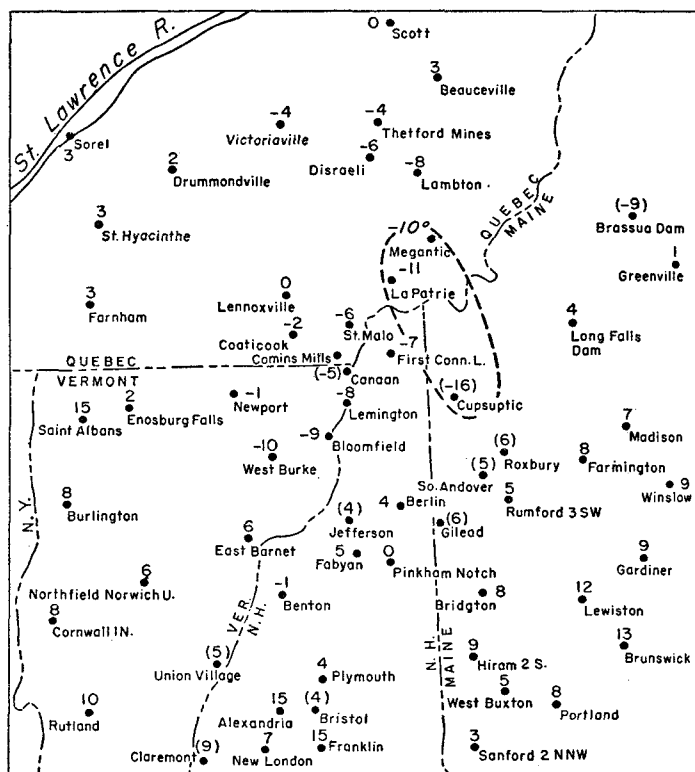 St. Lawrence R.
0
Scott
3
Beauceville
-4
Victoriaville
-4
Thetford Mines
Sorel
3
-6
Disraeli
2
Drummondville
-8
Lambton
QUEBEC
MAINE
(-9)
Brassua Dam
3
St. Hyacinthe
-10°
Megantic
1
Greenville
-11
La Patrie
0
Lennoxville
3
Farnham
-6
St. Malo
4
Long Falls
Dam
-2
Coaticook
Comins Mills
-7
First Conn. L.
QUEBEC
VERMONT
(-5)
Canaan
-1
Newport
(-16)
Cupsuptic
-8
Lemington
15
Saint Albans
2
Enosburg Falls
7
Madison
-9
Bloomfield
-10
West Burke
(6)
Roxbury
8
Farmington
(5)
So. Andover
9
Winslow
N.Y.
8
Burlington
4
Berlin
5
Rumford 3 SW
(4)
Jefferson
(6)
Gilead
6
East Barnet
5
Fabyan
0
Pinkham Notch
9
Gardiner
6
Northfield Norwich U.
-1
Benton
8
Bridgton
12
Lewiston
8
Cornwall 1N.
VER.
N.H.
N.H.
MAINE
13
Brunswick
(5)
Union Village
9
Hiram 2 S.
4
Plymouth
5
West Buxton
8
Portland
10
Rutland
15
Alexandria
(4)
Bristol
Claremont
(9)
7
New London
15
Franklin
3
Sanford 2 NNW